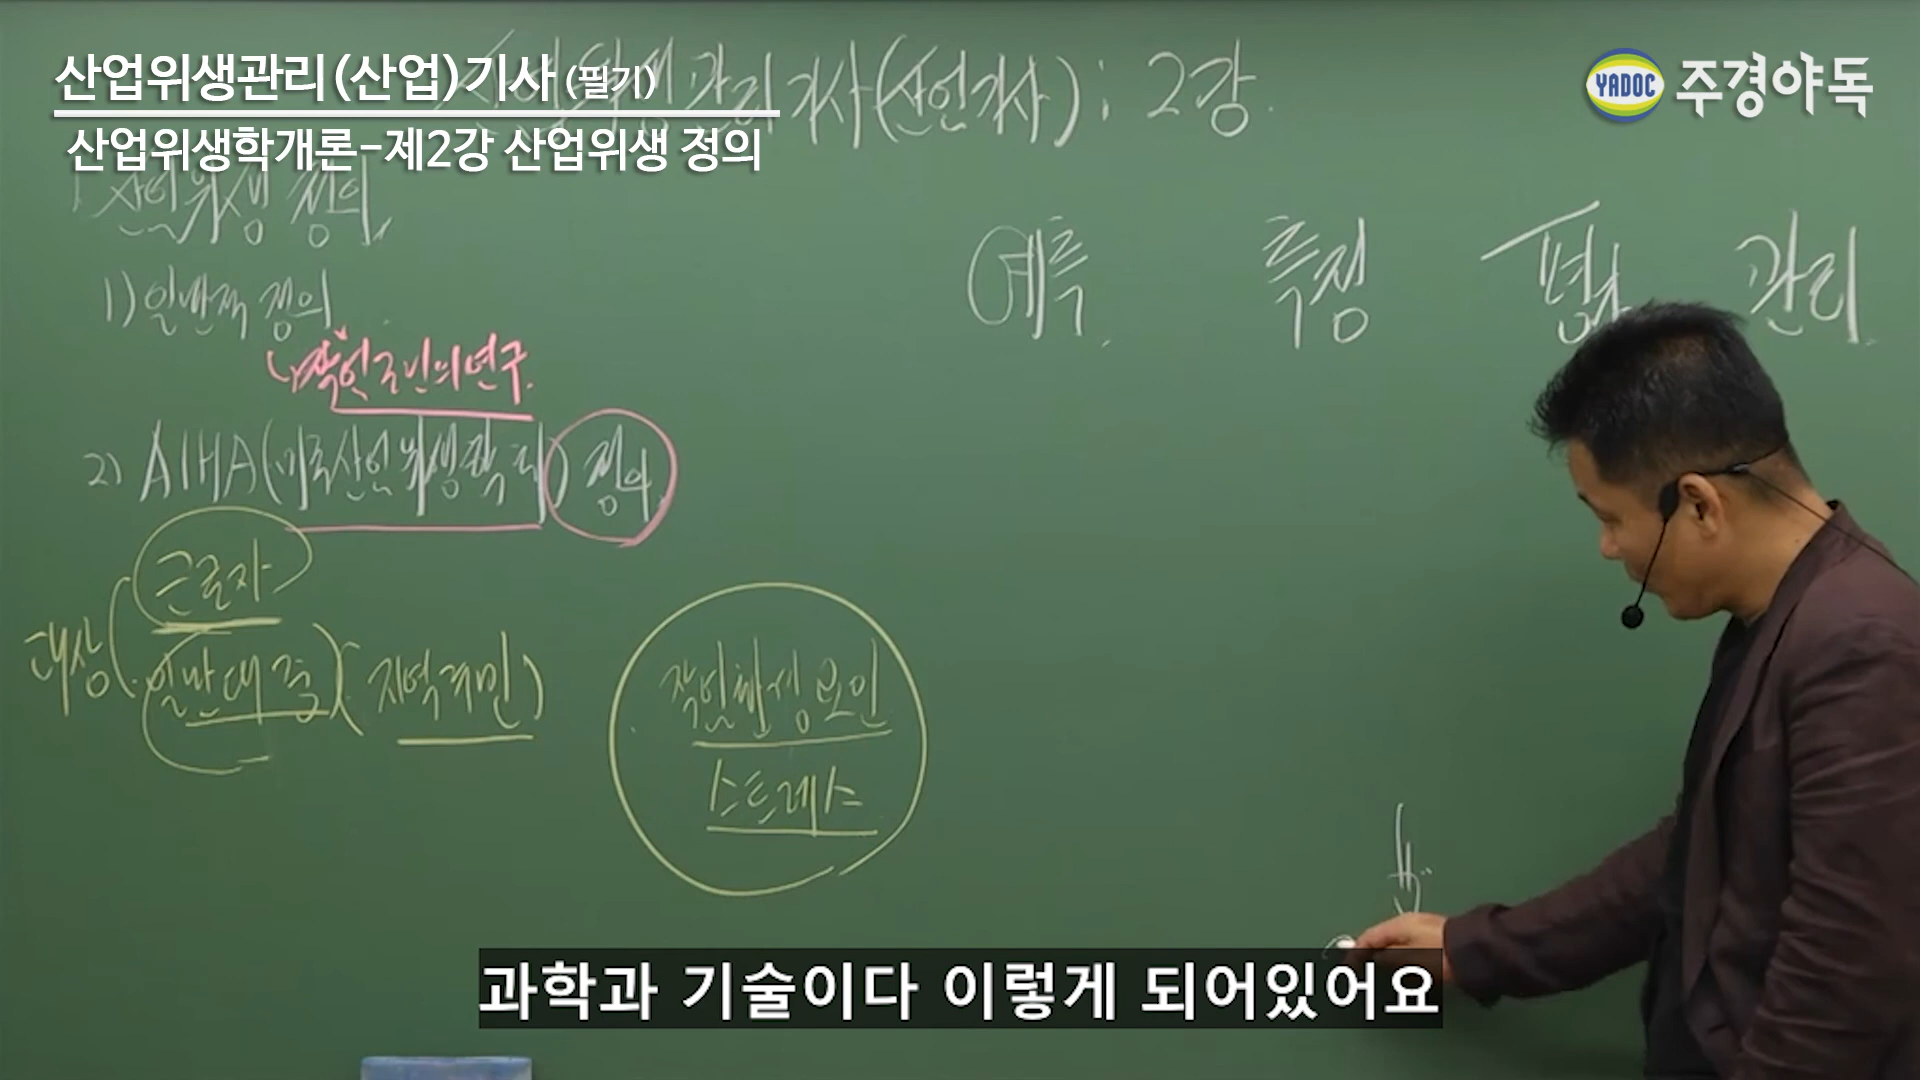 산업위생관리(산업)기사 (필기)
산업위생학개론-제2강 산업위생 정의
YADOC 주경야독
관리기사(산업기사) : 2강.
1. 산업위생 정의
1) 일반적 정의
예측. 측정 평가 관리.
2) AIHA(미국산업위생학회) 정의
근로자
대상
일반대중 (지역주민)
작업환경요인
스트레스
과학과 기술이다 이렇게 되어있어요